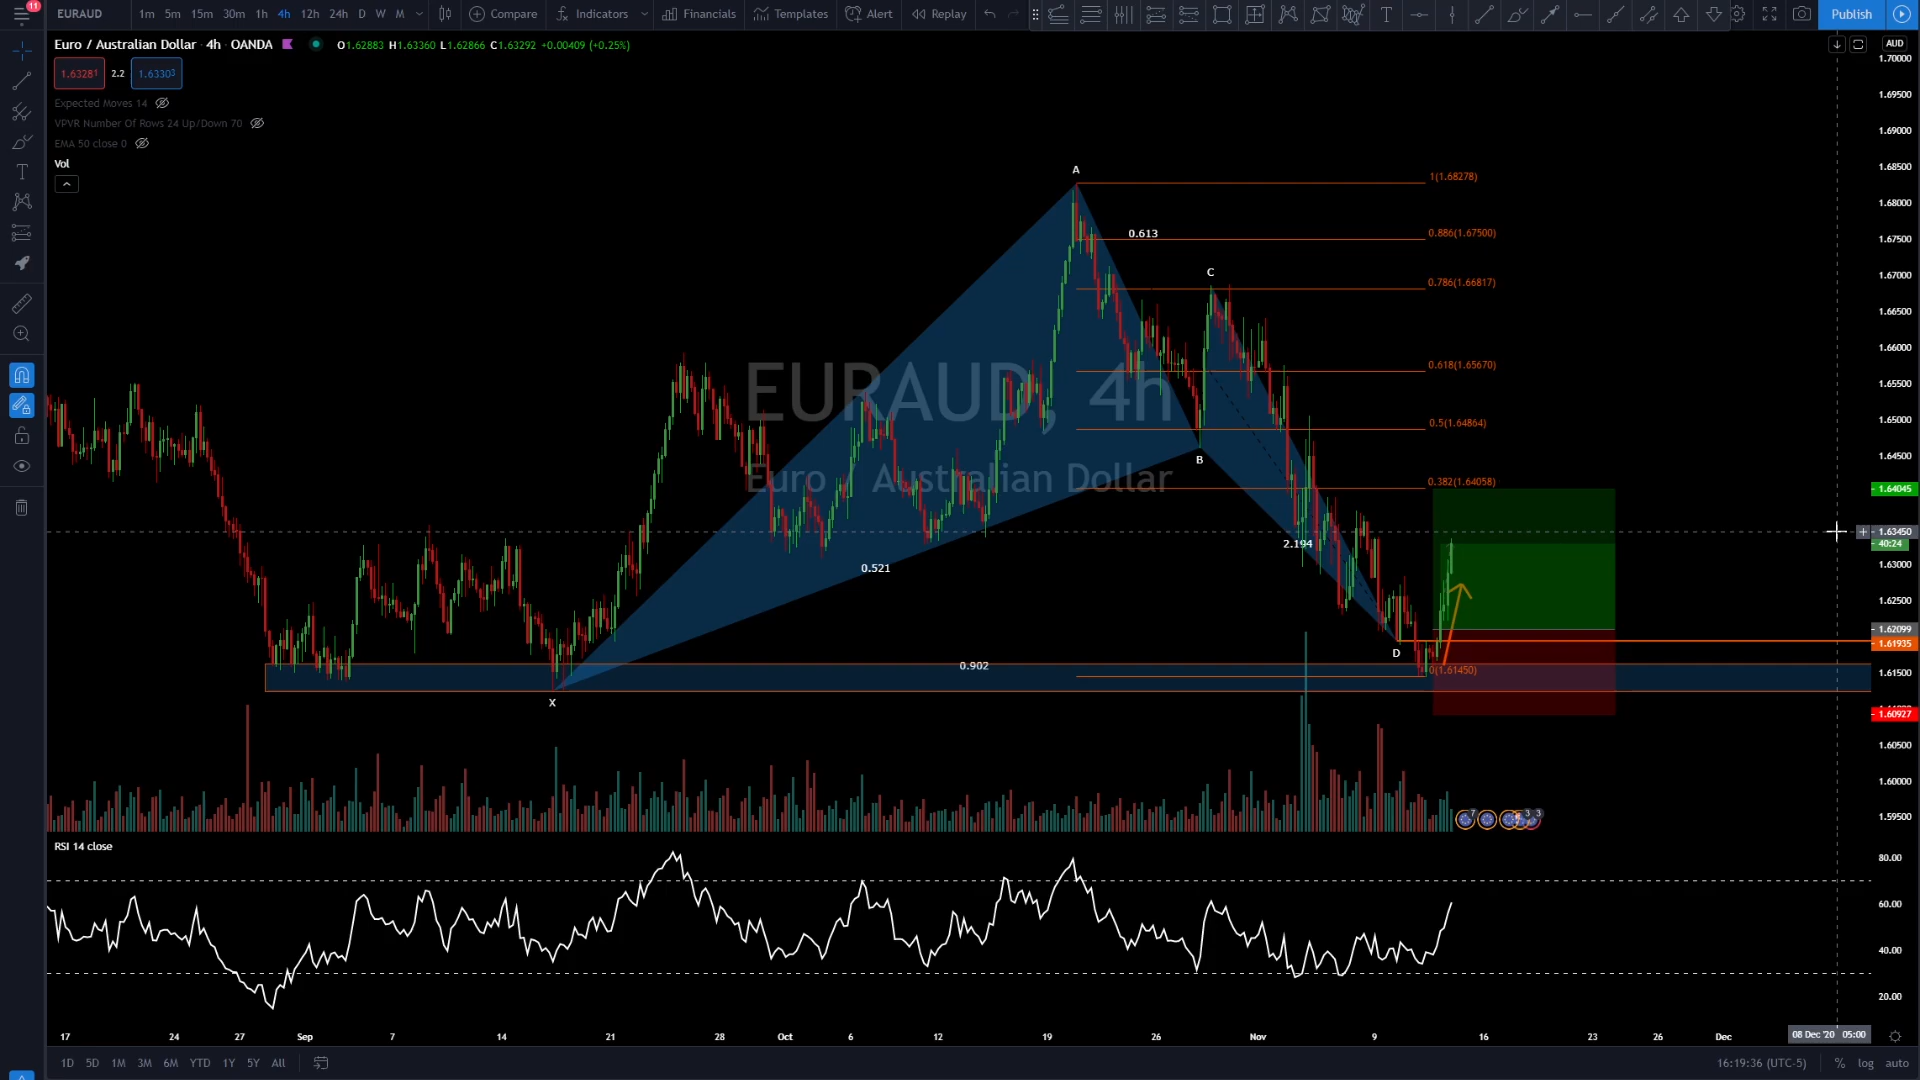 11
EURAUD 1m 5m 15m 30m 1h 4h 12h 24h D W M Compare Indicators Financials Templates Alert Replay Publish
Euro / Australian Dollar · 4h · OANDA O1.62883 H1.63360 L1.62866 C1.63292 +0.00409 (+0.25%)
1.63281 2.2 1.63303
Expected Moves 14
VPVR Number Of Rows 24 Up/Down 70
EMA 50 close 0
Vol
AUD
1.70000
1.69500
1.69000
1.68500
1.68000
1.67500
1.67000
1.66500
1.66000
1.65500
1.65000
1.64500
1.64045
1.63450
40:24
1.63000
1.62500
1.62099
1.61935
1.61500
1.60927
1.60500
1.60000
1.59500
A
1(1.68278)
0.613
0.886(1.67500)
C
0.786(1.66817)
0.618(1.65670)
EURAUD, 4h
0.5(1.64864)
B
Euro / Australian Dollar
0.382(1.64058)
2.194
0.521
D
0.902
0(1.61450)
X
7 3 3
RSI 14 close
80.00
60.00
40.00
20.00
17 24 27 Sep 7 14 21 28 Oct 6 12 19 26 Nov 9 16 23 26 Dec 08 Dec '20 05:00
1D 5D 1M 3M 6M YTD 1Y 5Y All 16:19:36 (UTC-5) % log auto